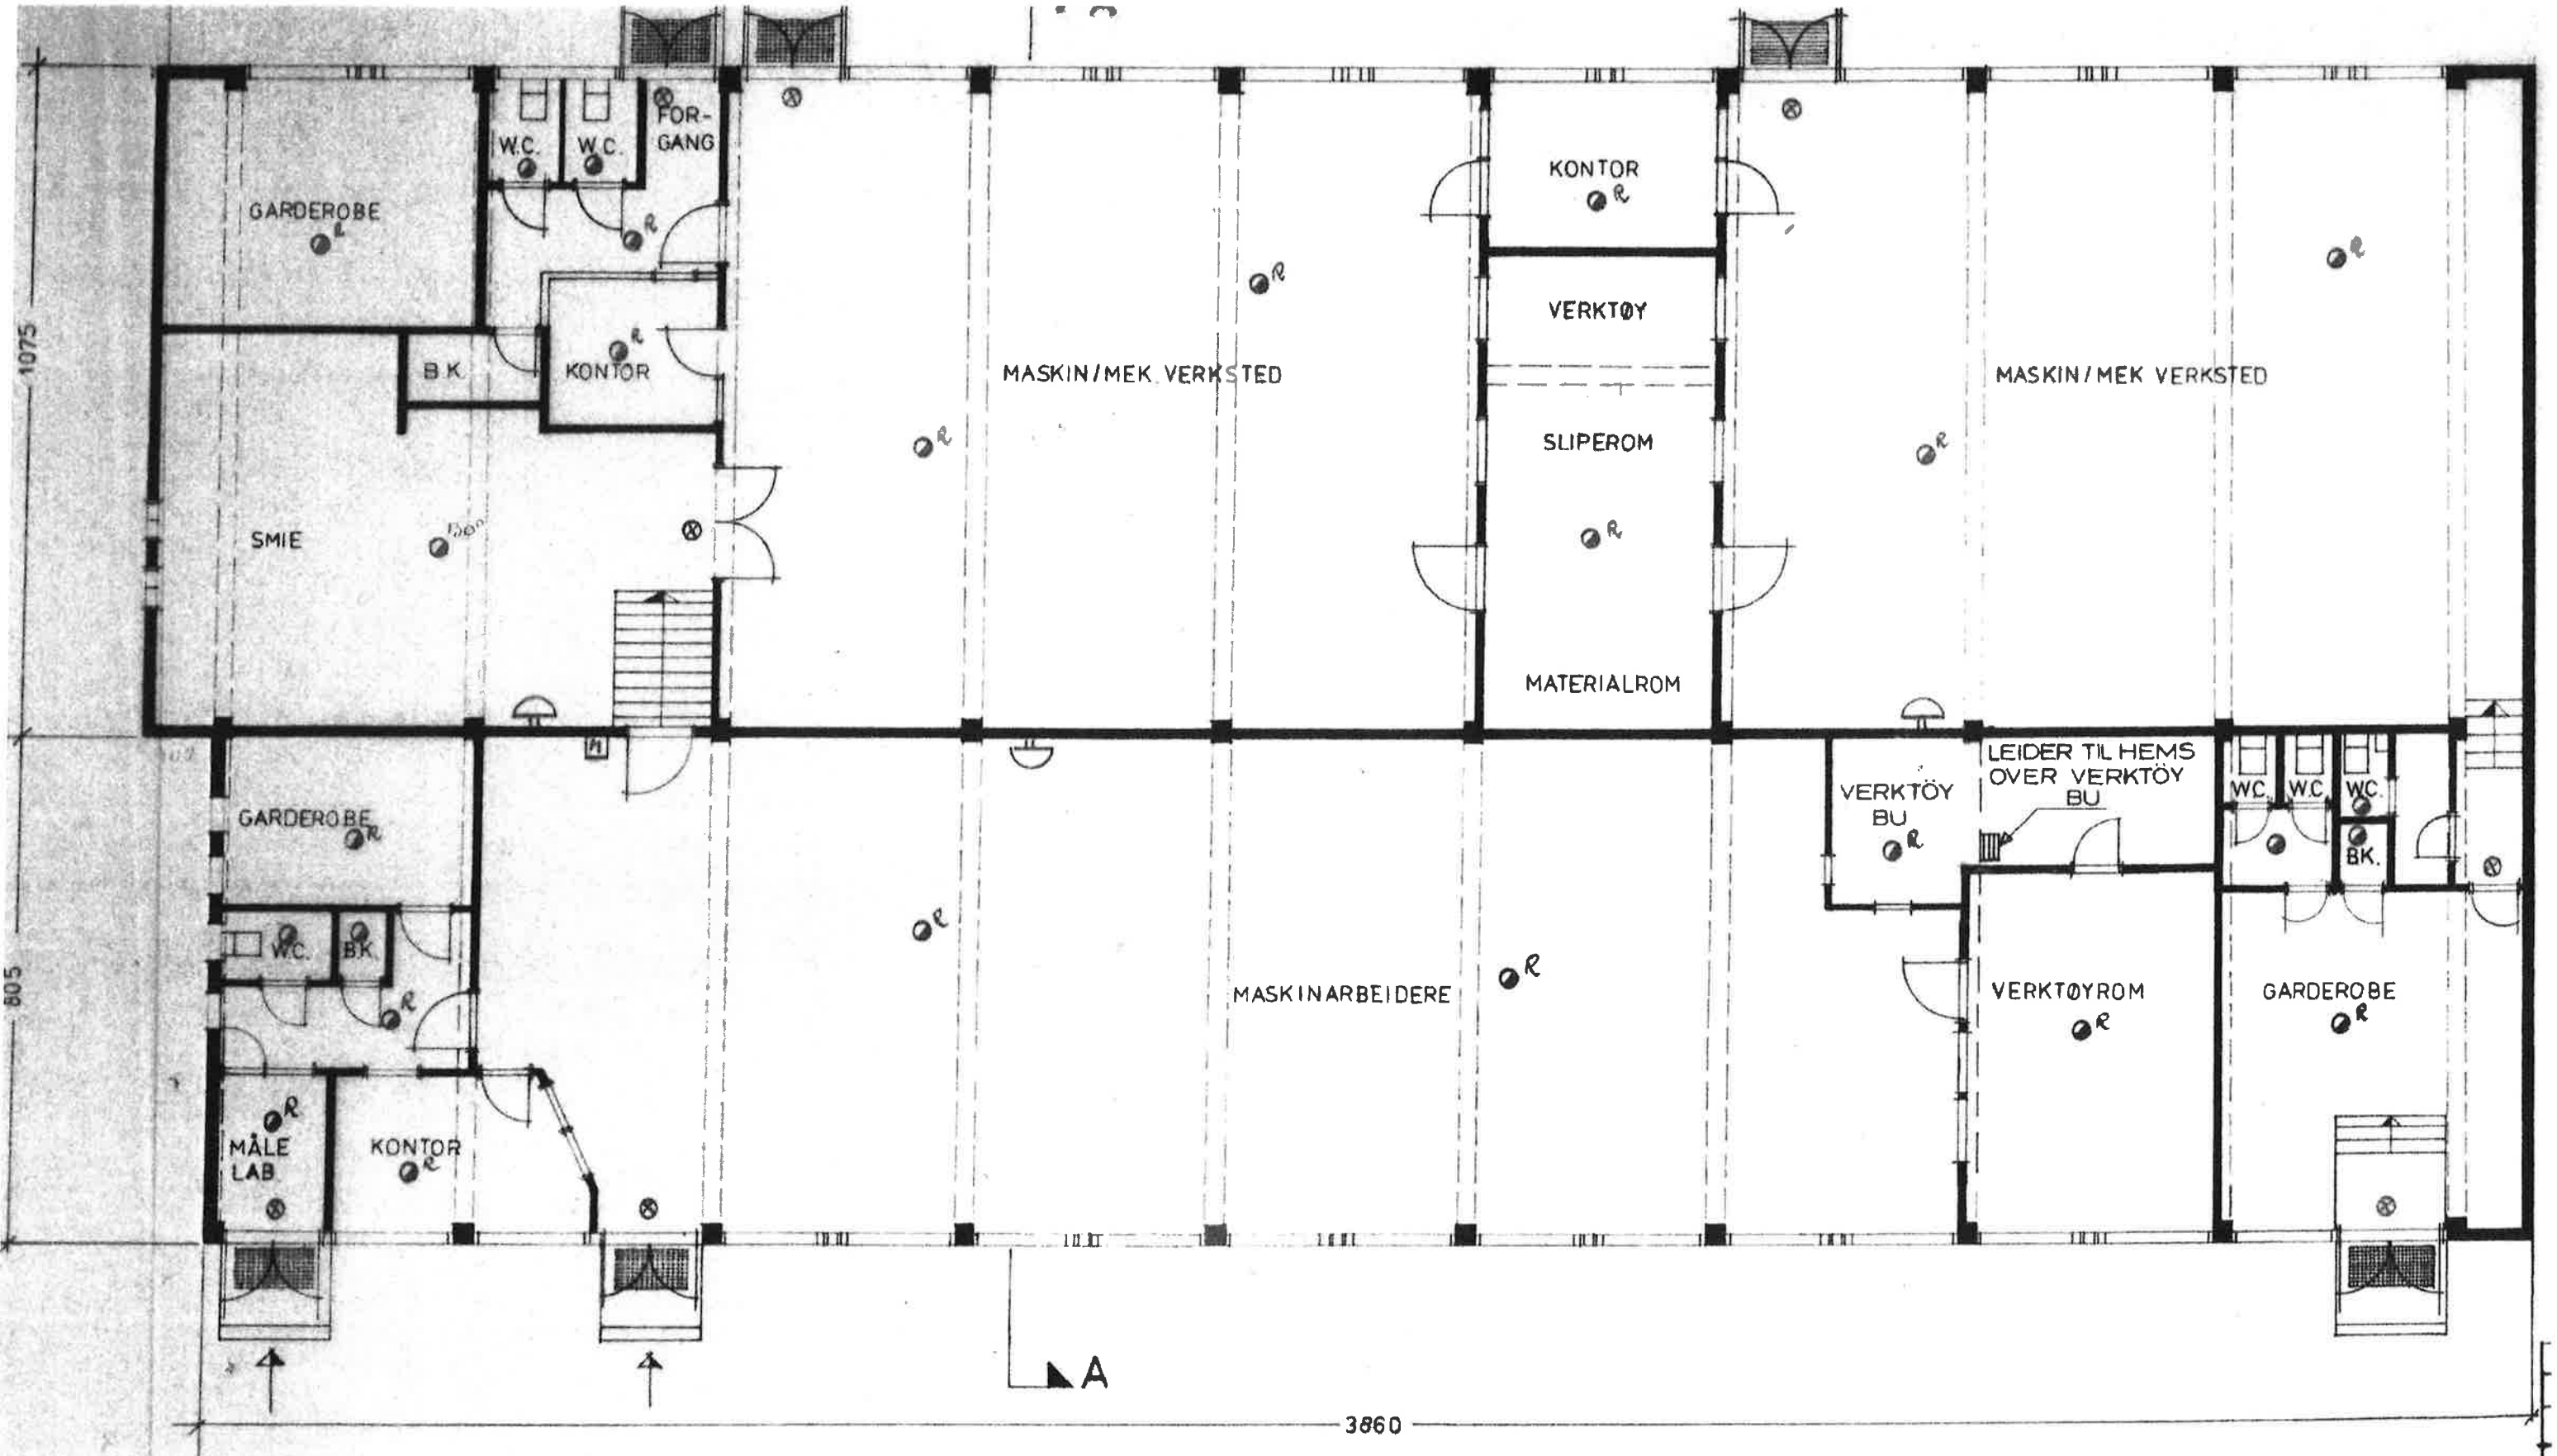 FOR-
GANG
W.C.
W.C.
KONTOR
R
GARDEROBE
R
R
R
R
VERKTØY
R
B.K.
KONTOR
MASKIN/MEK. VERKSTED
MASKIN/MEK VERKSTED
1075
R
SLIPEROM
R
SMIE
R
MATERIALROM
LEIDER TIL HEMS
OVER VERKTÖY
BU
VERKTÖY
BU
R
W.C.
W.C.
W.C.
BK.
GARDEROBE
R
W.C.
B.K.
R
R
R
MASKINARBEIDERE
VERKTØYROM
R
GARDEROBE
R
805
R
MÅLE
LAB.
KONTOR
R
A
3860